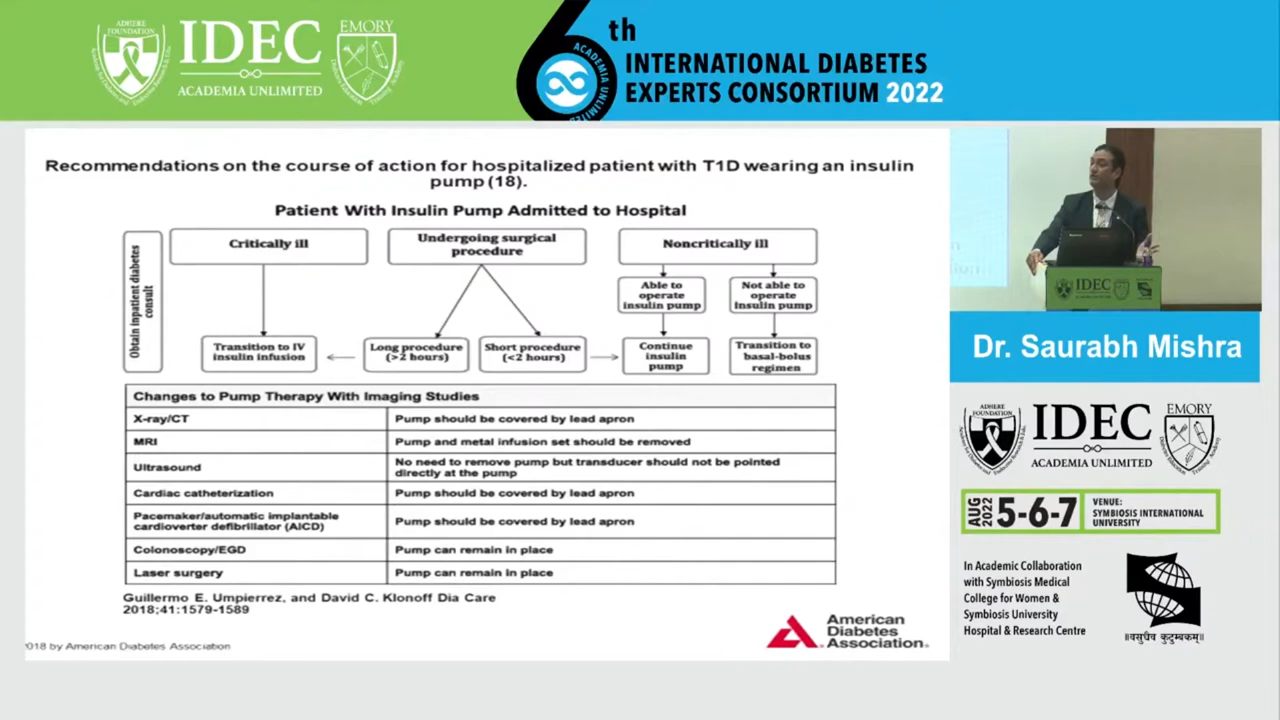 ADHERE
FOUNDATION
IDEC
ACADEMIA UNLIMITED
EMORY
6th
ACADEMIA UNLIMITED
INTERNATIONAL DIABETES
EXPERTS CONSORTIUM 2022
Recommendations on the course of action for hospitalized patient with T1D wearing an insulin
pump (18).
Patient With Insulin Pump Admitted to Hospital
Obtain inpatient diabetes
consult
Critically ill
Undergoing surgical
procedure
Noncritically ill
Able to
operate
insulin pump
Not able to
operate
insulin pump
Transition to IV
insulin infusion
Long procedure
(>2 hours)
Short procedure
(<2 hours)
Continue
insulin
pump
Transition to
basal-bolus
regimen
Changes to Pump Therapy With Imaging Studies
X-ray/CT Pump should be covered by lead apron
MRI Pump and metal infusion set should be removed
Ultrasound No need to remove pump but transducer should not be pointed
directly at the pump
Cardiac catheterization Pump should be covered by lead apron
Pacemaker/automatic implantable
cardioverter defibrillator (AICD) Pump should be covered by lead apron
Colonoscopy/EGD Pump can remain in place
Laser surgery Pump can remain in place
Guillermo E. Umpierrez, and David C. Klonoff Dia Care
2018;41:1579-1589
018 by American Diabetes Association
American
Diabetes
Association.
IDEC
Dr. Saurabh Mishra
ADHERE
FOUNDATION
IDEC
ACADEMIA UNLIMITED
EMORY
AUG
2022
5-6-7
VENUE:
SYMBIOSIS INTERNATIONAL
UNIVERSITY
In Academic Collaboration
with Symbiosis Medical
College for Women &
Symbiosis University
Hospital & Research Centre
॥वसुधैव कुटुम्बकम्॥